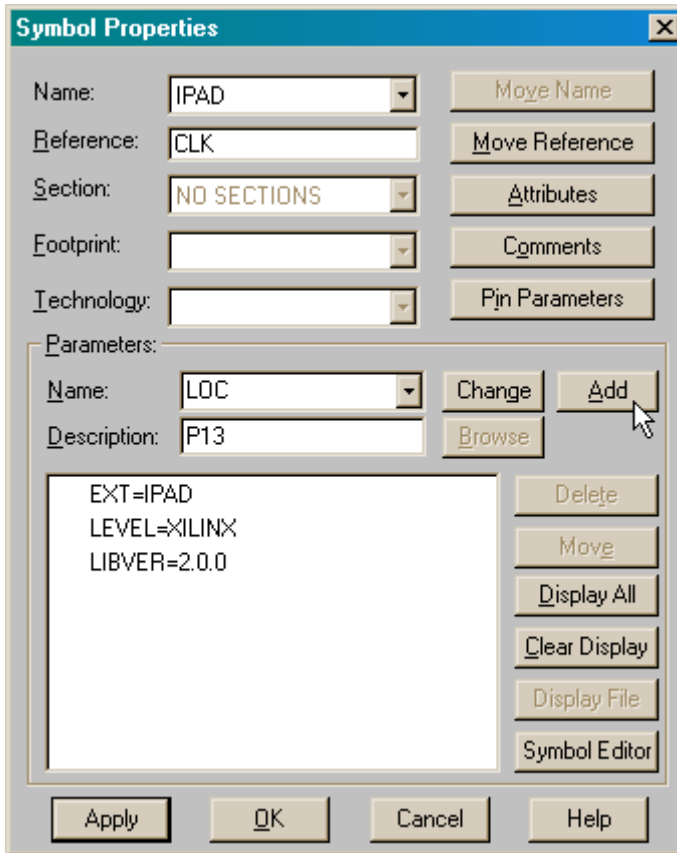 Symbol Properties
Name: IPAD Move Name
Reference: CLK Move Reference
Section: NO SECTIONS Attributes
Footprint: Comments
Technology: Pin Parameters
Parameters:
Name: LOC Change Add
Description: P13 Browse
EXT=IPAD
LEVEL=XILINX
LIBVER=2.0.0
Delete
Move
Display All
Clear Display
Display File
Symbol Editor
Apply OK Cancel Help